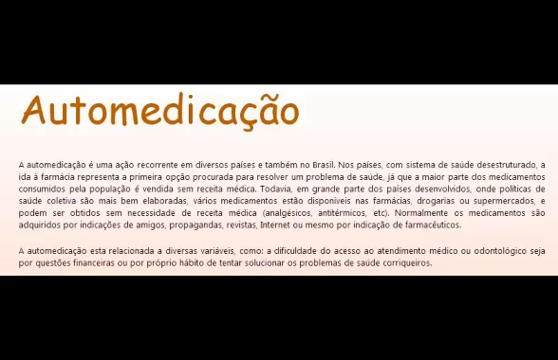 Automedicação
A automedicação é uma ação recorrente em diversos países e também no Brasil. Nos países, com sistema de saúde desestruturado, a
ida à farmácia representa a primeira opção procurada para resolver um problema de saúde, já que a maior parte dos medicamentos
consumidos pela população é vendida sem receita médica. Todavia, em grande parte dos países desenvolvidos, onde políticas de
saúde coletiva são mais bem elaboradas, vários medicamentos estão disponíveis nas farmácias, drogarias ou supermercados, e
podem ser obtidos sem necessidade de receita médica (analgésicos, antitérmicos, etc). Normalmente os medicamentos são
adquiridos por indicações de amigos, propagandas, revistas, Internet ou mesmo por indicação de farmacêuticos.
A automedicação esta relacionada a diversas variáveis, como: a dificuldade do acesso ao atendimento médico ou odontológico seja
por questões financeiras ou por próprio hábito de tentar solucionar os problemas de saúde corriqueiros.